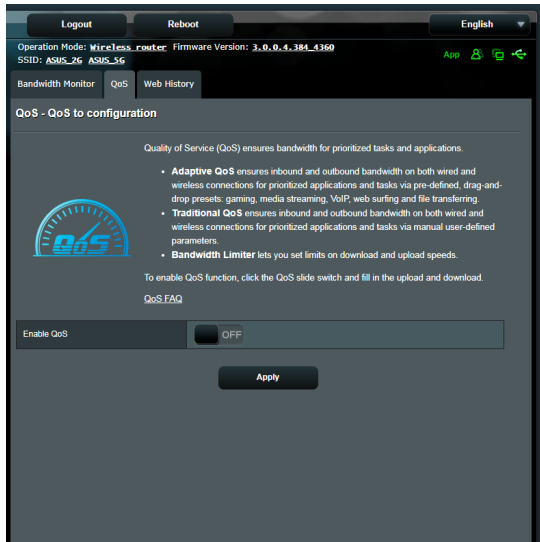 Logout Reboot English
Operation Mode: Wireless router Firmware Version: 3.0.0.4.384_4360
SSID: ASUS_2G ASUS_5G
App
Bandwidth Monitor QoS Web History
QoS - QoS to configuration
Quality of Service (QoS) ensures bandwidth for prioritized tasks and applications.
• Adaptive QoS ensures inbound and outbound bandwidth on both wired and
wireless connections for prioritized applications and tasks via pre-defined, drag-and-
drop presets: gaming, media streaming, VoIP, web surfing and file transferring.
• Traditional QoS ensures inbound and outbound bandwidth on both wired and
wireless connections for prioritized applications and tasks via manual user-defined
parameters.
• Bandwidth Limiter lets you set limits on download and upload speeds.
QoS
To enable QoS function, click the QoS slide switch and fill in the upload and download.
QoS FAQ
Enable QoS OFF
Apply